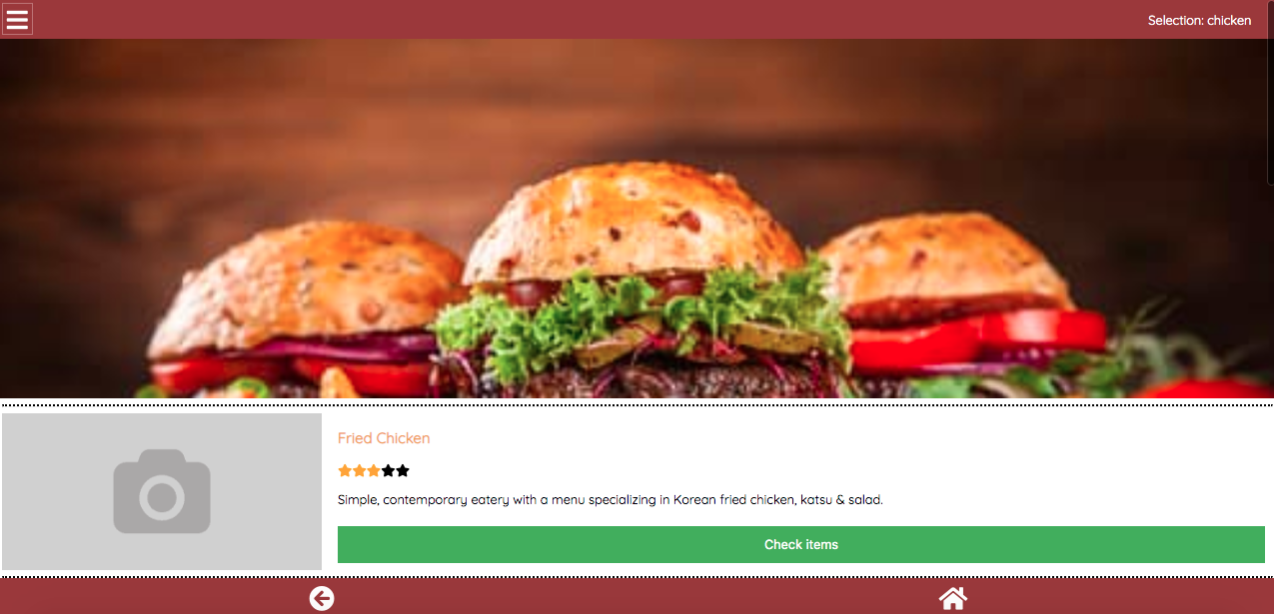 Selection: chicken
Fried Chicken
Simple, contemporary eatery with a menu specializing in Korean fried chicken, katsu & salad.
Check items